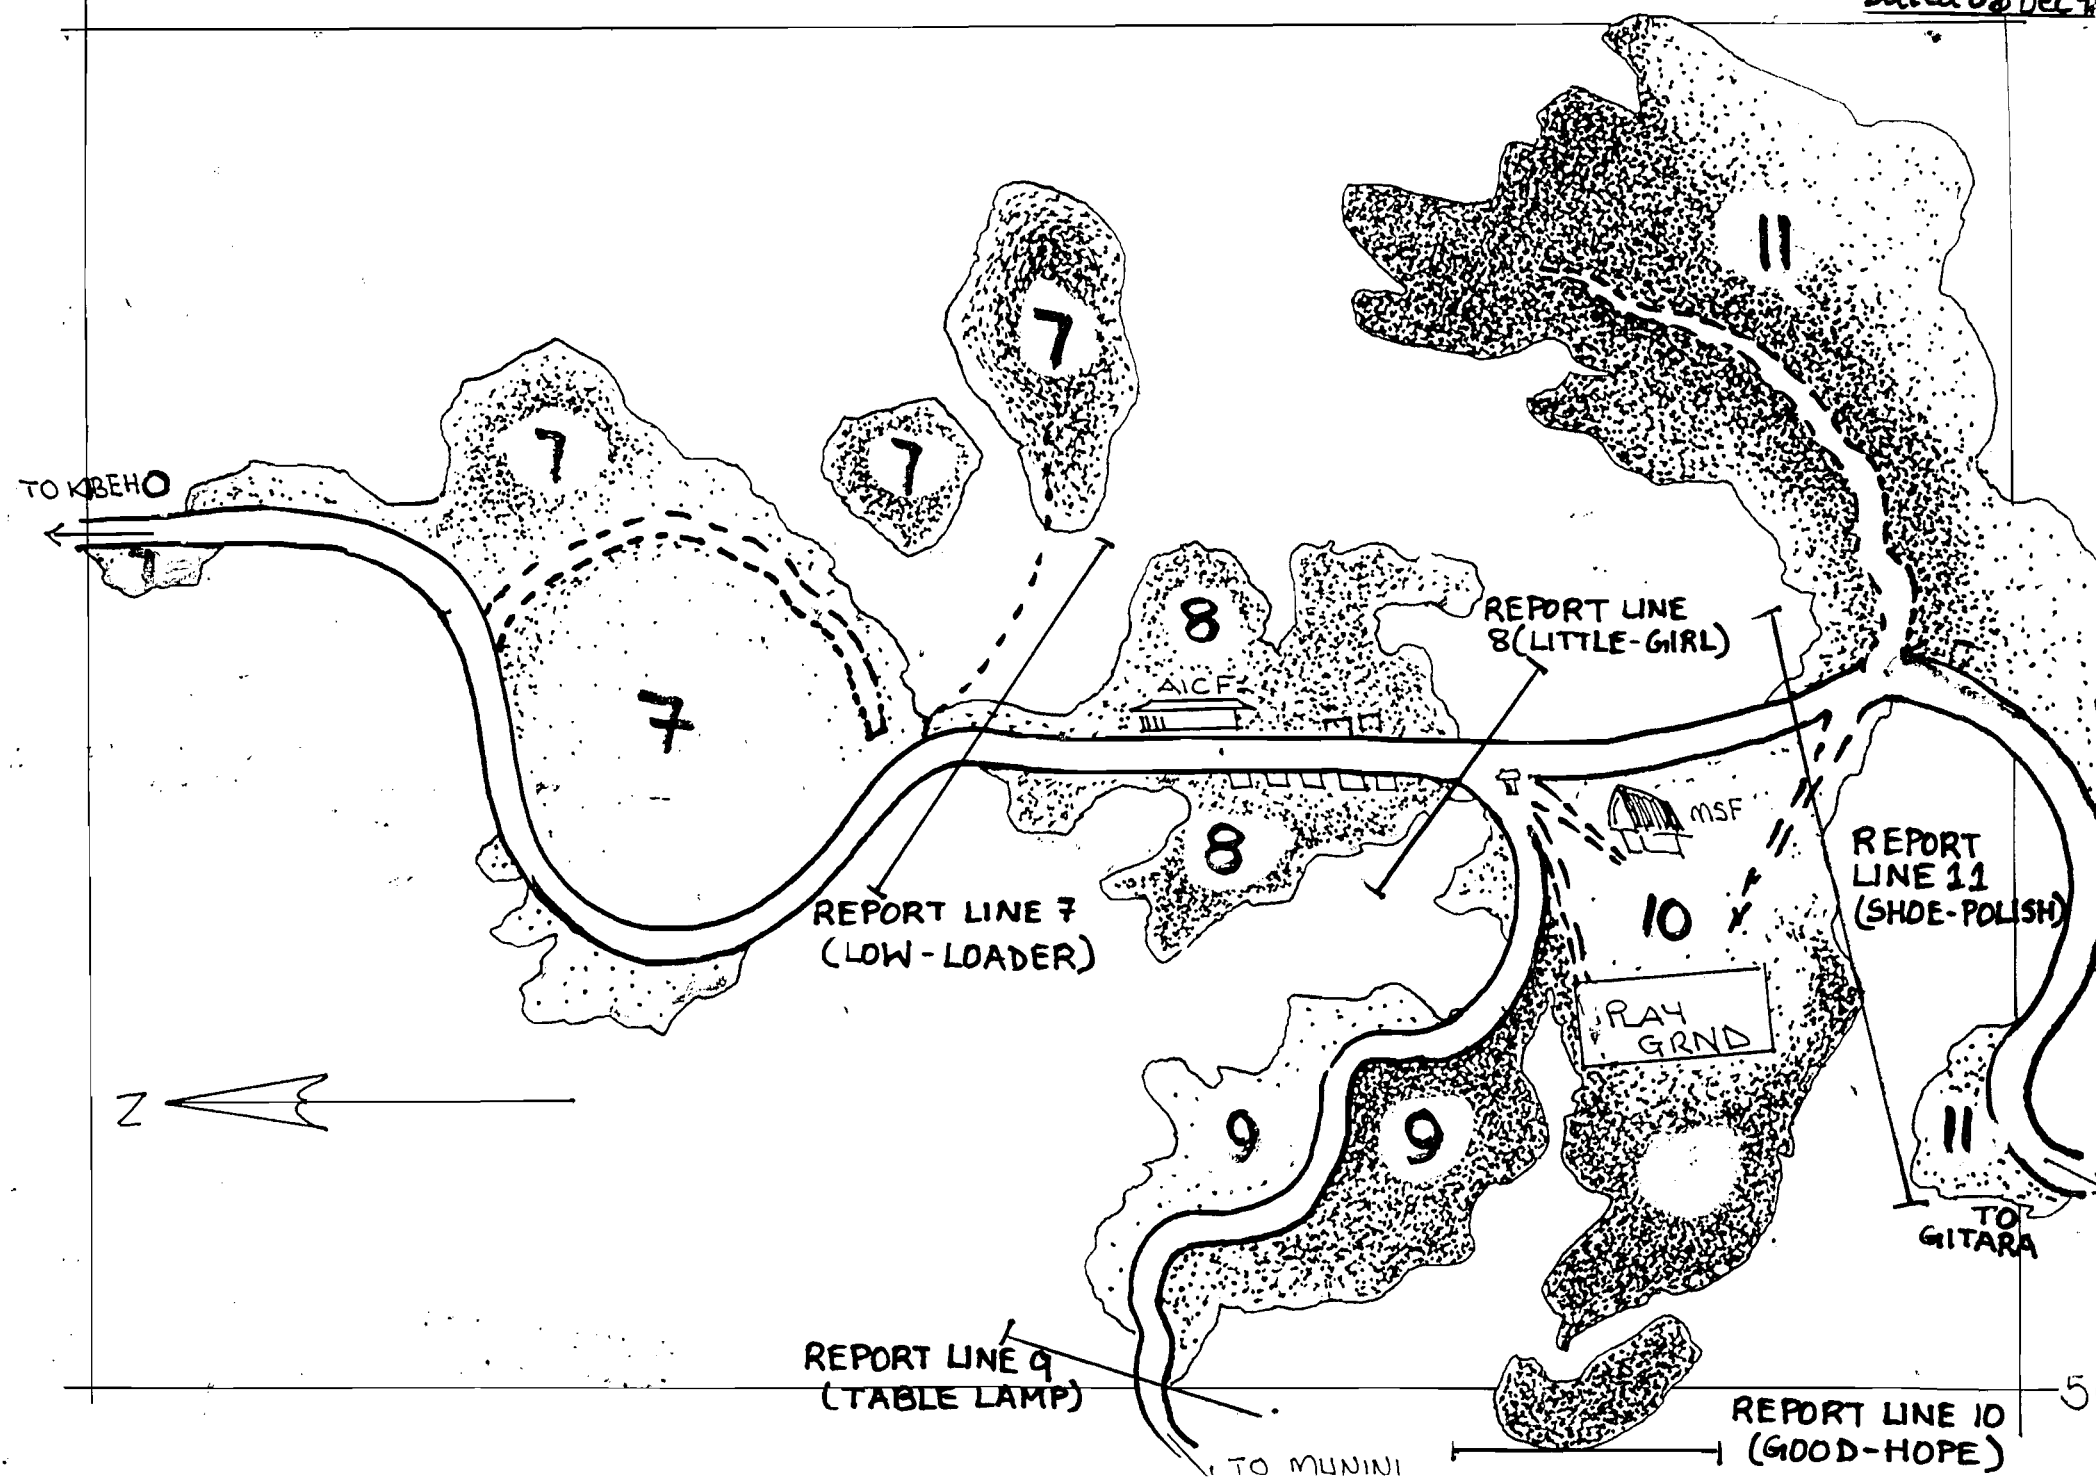 11
7
7
7
TO KIBEHO
7
8
REPORT LINE
8(LITTLE-GIRL)
AICF
7
MSF
8
REPORT
LINE 11
(SHOE-POLISH)
10
REPORT LINE 7
(LOW-LOADER)
PLAY
GRND
Z
9
9
11
TO
GITARA
REPORT LINE 9
(TABLE LAMP)
5
REPORT LINE 10
(GOOD-HOPE)
TO MUNINI